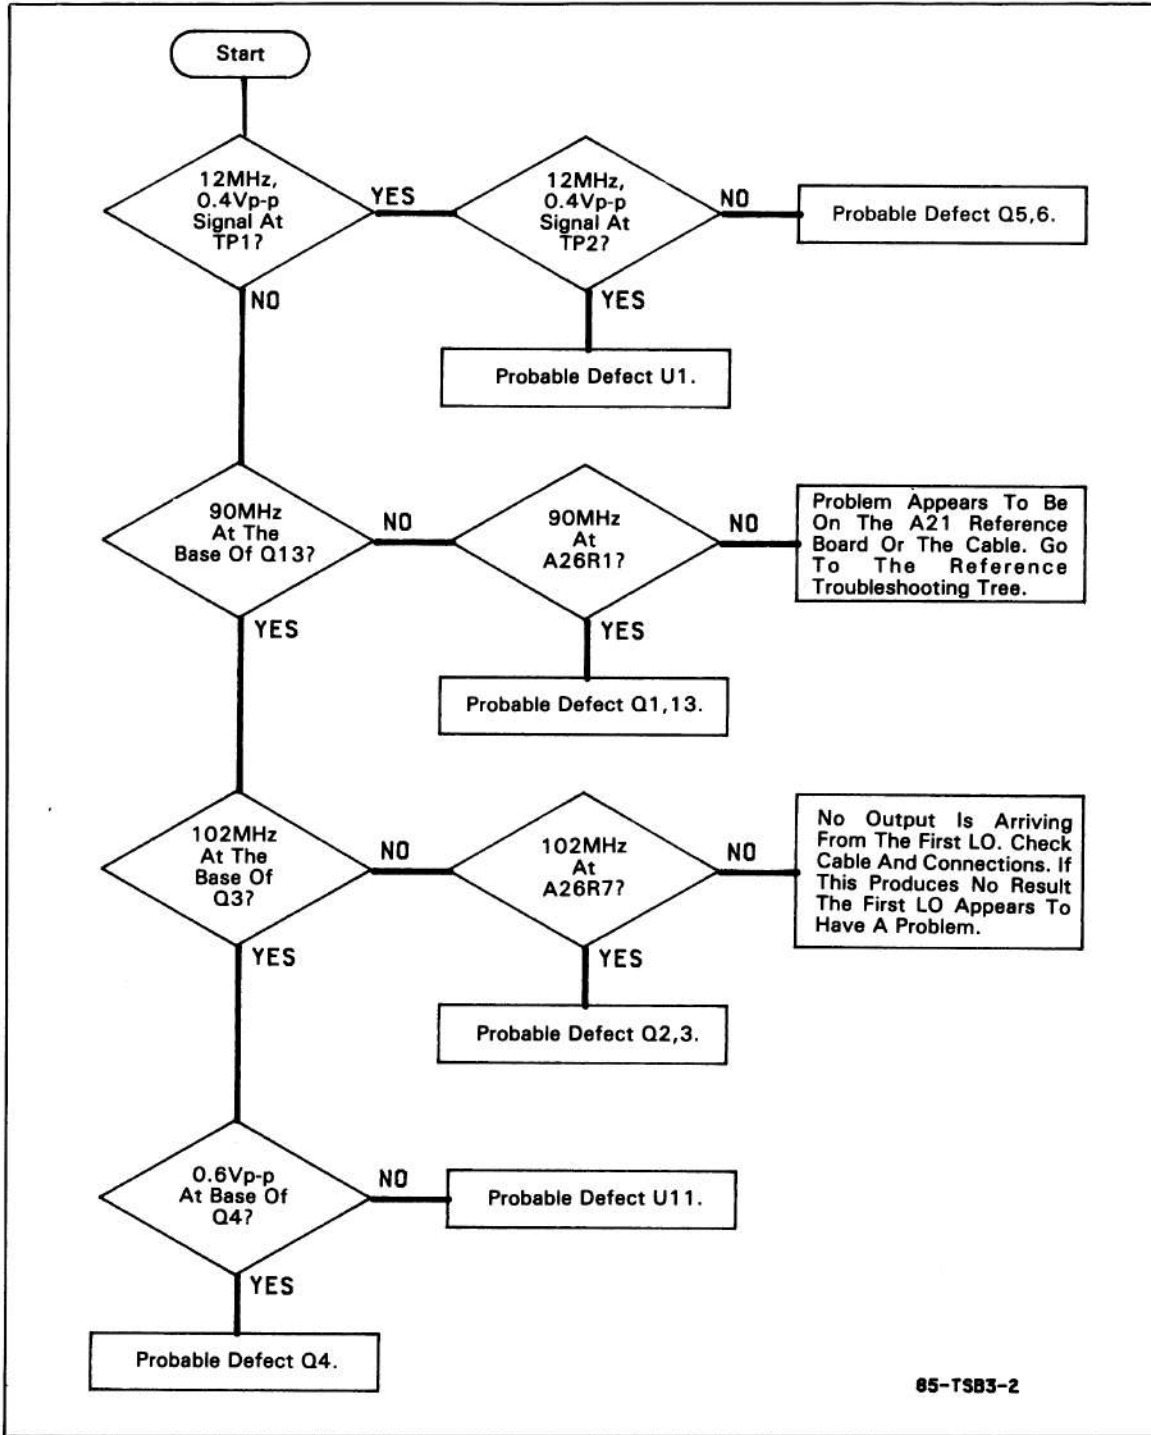 Start
12MHz,
0.4Vp-p
Signal At
TP1?
YES
12MHz,
0.4Vp-p
Signal At
TP2?
NO
Probable Defect Q5,6.
NO
YES
Probable Defect U1.
90MHz
At The
Base Of Q13?
NO
90MHz
At
A26R1?
NO
Problem Appears To Be
On The A21 Reference
Board Or The Cable. Go
To The Reference
Troubleshooting Tree.
YES
YES
Probable Defect Q1,13.
102MHz
At The
Base Of
Q3?
NO
102MHz
At
A26R7?
NO
No Output Is Arriving
From The First LO. Check
Cable And Connections. If
This Produces No Result
The First LO Appears To
Have A Problem.
YES
YES
Probable Defect Q2,3.
0.6Vp-p
At Base Of
Q4?
NO
Probable Defect U11.
YES
Probable Defect Q4.
85-TSB3-2